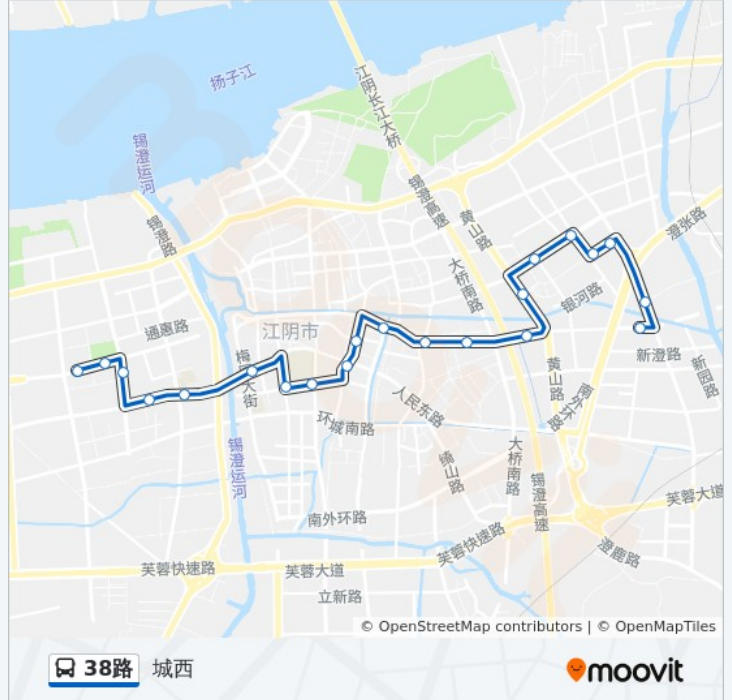 扬子江
江阴长江大桥
锡澄运河
锡澄高速
锡澄路
黄山路
澄张路
大桥南路
银河路
通惠路
江阴市
新澄路
梅
大街
黄山路
新园路
南外环路
人民东路
环城南路
锡澄运河
绮山路
大桥南路
锡澄高速
芙蓉大道
南外环路
芙蓉快速路
澄鹿路
芙蓉快速路
芙蓉大道
立新路
© OpenStreetMap contributors | © OpenMapTiles
38路 城西
moovit